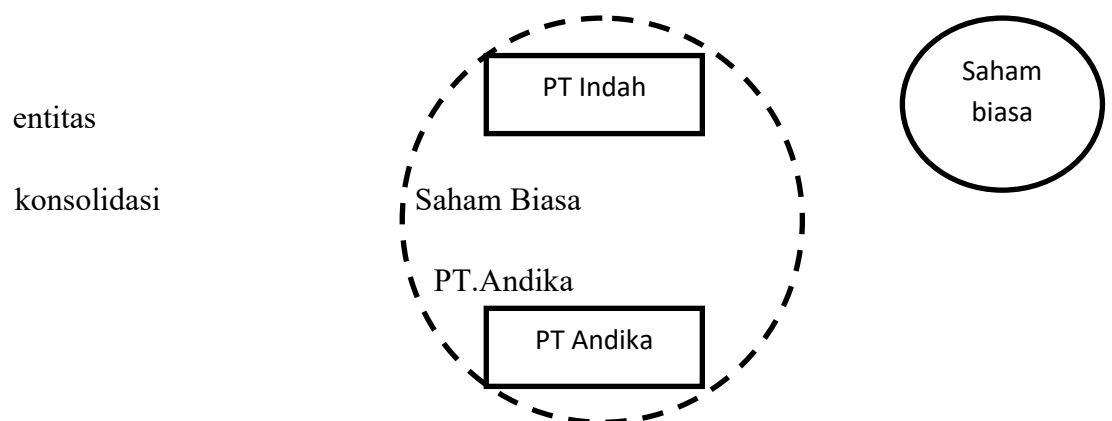 PT Indah
Saham
biasa
entitas
konsolidasi
Saham Biasa
PT.Andika
PT Andika